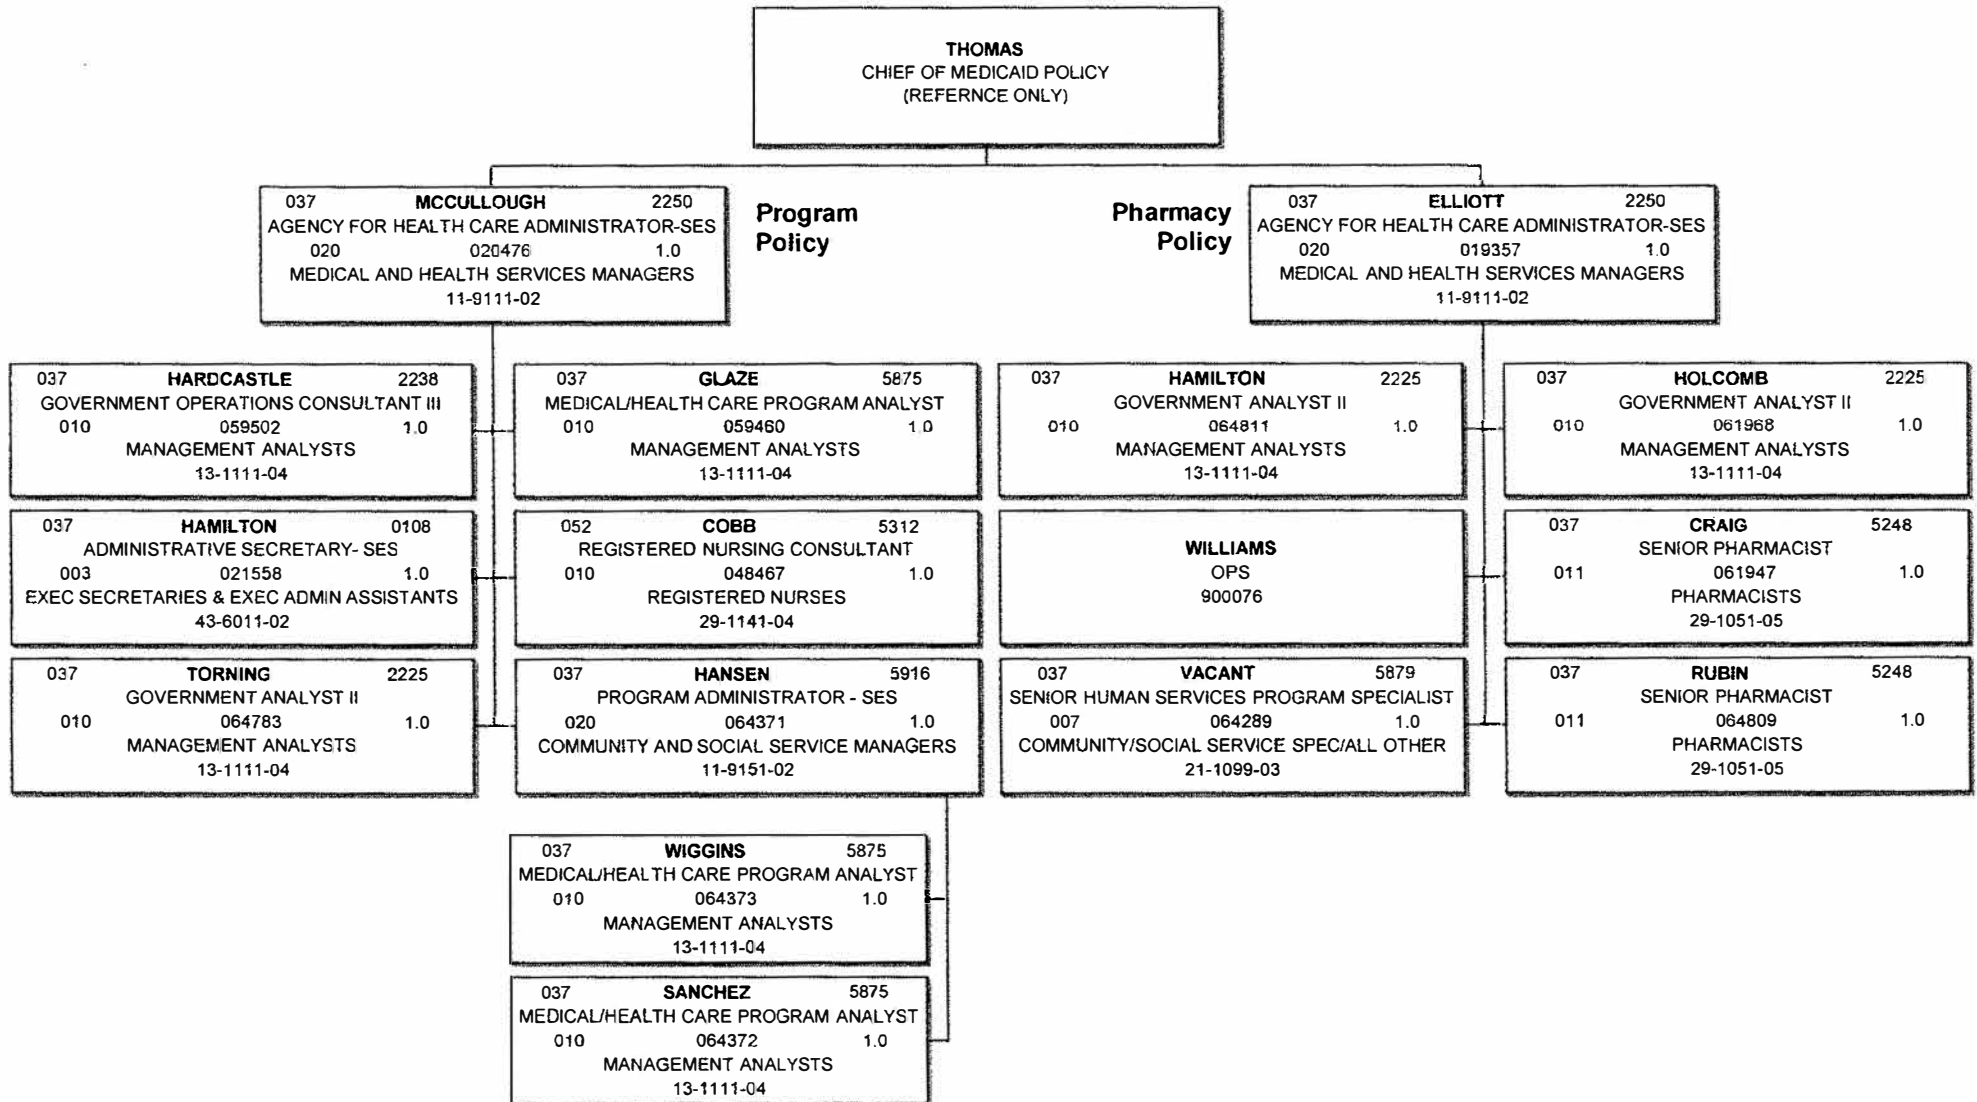 THOMAS
CHIEF OF MEDICAID POLICY
(REFERNCE ONLY)
037 MCCULLOUGH 2250
AGENCY FOR HEALTH CARE ADMINISTRATOR-SES
020 020476 1.0
MEDICAL AND HEALTH SERVICES MANAGERS
11-9111-02
Program
Policy
Pharmacy
Policy
037 ELLIOTT 2250
AGENCY FOR HEALTH CARE ADMINISTRATOR-SES
020 019357 1.0
MEDICAL AND HEALTH SERVICES MANAGERS
11-9111-02
037 HARDCASTLE 2238
GOVERNMENT OPERATIONS CONSULTANT III
010 059502 1.0
MANAGEMENT ANALYSTS
13-1111-04
037 GLAZE 5875
MEDICAL/HEALTH CARE PROGRAM ANALYST
010 059460 1.0
MANAGEMENT ANALYSTS
13-1111-04
037 HAMILTON 2225
GOVERNMENT ANALYST II
010 064811 1.0
MANAGEMENT ANALYSTS
13-1111-04
037 HOLCOMB 2225
GOVERNMENT ANALYST II
010 061968 1.0
MANAGEMENT ANALYSTS
13-1111-04
037 HAMILTON 0108
ADMINISTRATIVE SECRETARY- SES
003 021558 1.0
EXEC SECRETARIES & EXEC ADMIN ASSISTANTS
43-6011-02
052 COBB 5312
REGISTERED NURSING CONSULTANT
010 048467 1.0
REGISTERED NURSES
29-1141-04
WILLIAMS
OPS
900076
037 CRAIG 5248
SENIOR PHARMACIST
011 061947 1.0
PHARMACISTS
29-1051-05
037 TORNING 2225
GOVERNMENT ANALYST II
010 064783 1.0
MANAGEMENT ANALYSTS
13-1111-04
037 HANSEN 5916
PROGRAM ADMINISTRATOR - SES
020 064371 1.0
COMMUNITY AND SOCIAL SERVICE MANAGERS
11-9151-02
037 VACANT 5879
SENIOR HUMAN SERVICES PROGRAM SPECIALIST
007 064289 1.0
COMMUNITY/SOCIAL SERVICE SPEC/ALL OTHER
21-1099-03
037 RUBIN 5248
SENIOR PHARMACIST
011 064809 1.0
PHARMACISTS
29-1051-05
037 WIGGINS 5875
MEDICAL/HEALTH CARE PROGRAM ANALYST
010 064373 1.0
MANAGEMENT ANALYSTS
13-1111-04
037 SANCHEZ 5875
MEDICAL/HEALTH CARE PROGRAM ANALYST
010 064372 1.0
MANAGEMENT ANALYSTS
13-1111-04